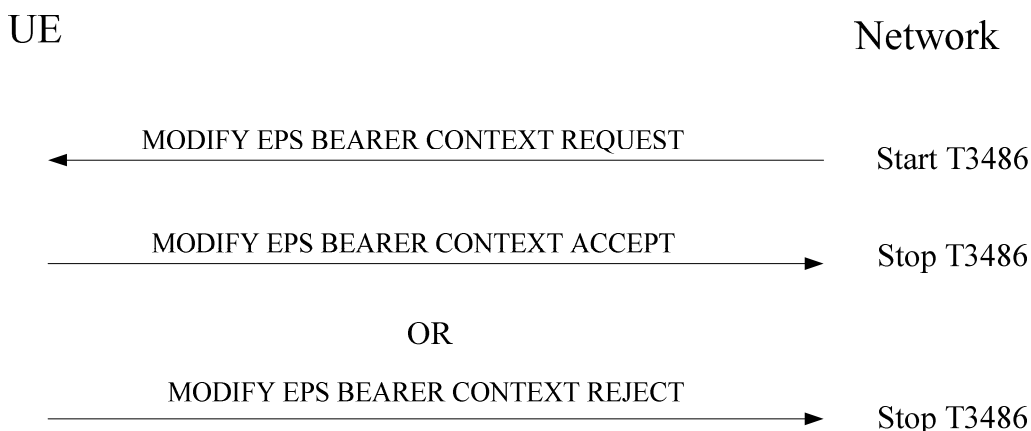 UE
Network
MODIFY EPS BEARER CONTEXT REQUEST
Start T3486
MODIFY EPS BEARER CONTEXT ACCEPT
Stop T3486
OR
MODIFY EPS BEARER CONTEXT REJECT
Stop T3486